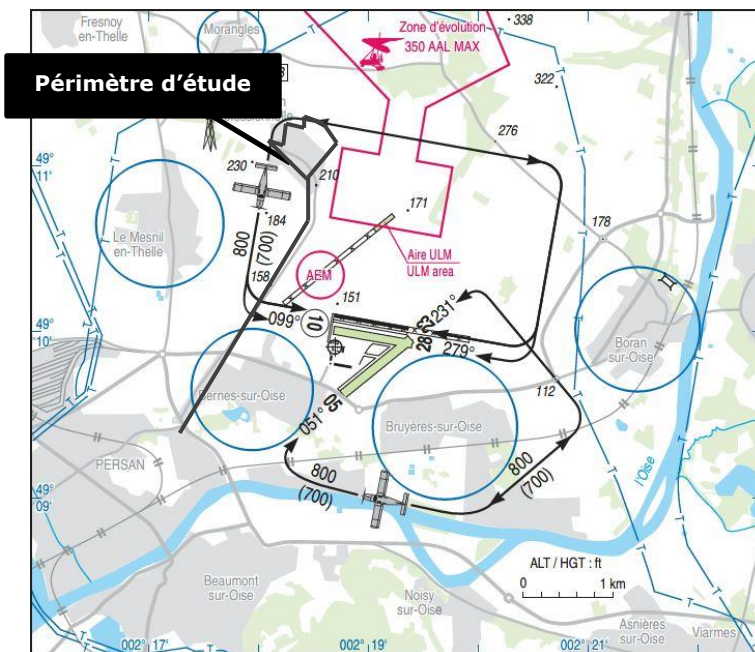 Fresnoy
en-Thelle
Morangles
Zone d'évolution
350 AAL MAX
338
322
Périmètre d'étude
276
49°
11'
230
210
184
171
178
Le Mesnil
en-Thelle
800
(700)
Aire ULM
ULM area
AEM
158
151
099°
10
231°
28
23
279°
49°
10'
Boran
sur-Oise
112
Bernes-sur-Oise
05
051°
Bruyères-sur-Oise
PERSAN
800
(700)
800
(700)
l'Oise
49°
09'
ALT / HGT : ft
0 1 km
Beaumont
sur-Oise
Noisy
sur-Oise
Asnières
sur-Oise
Viarmes
002° 17'
002° 19'
002° 21'